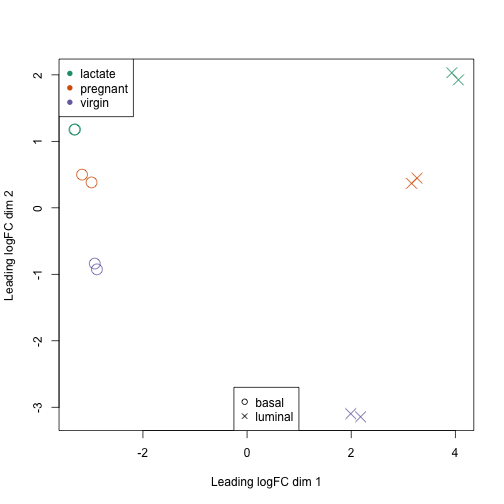 lactate
pregnant
virgin
2
1
0
-1
-2
-3
Leading logFC dim 2
basal
luminal
-2
0
2
4
Leading logFC dim 1